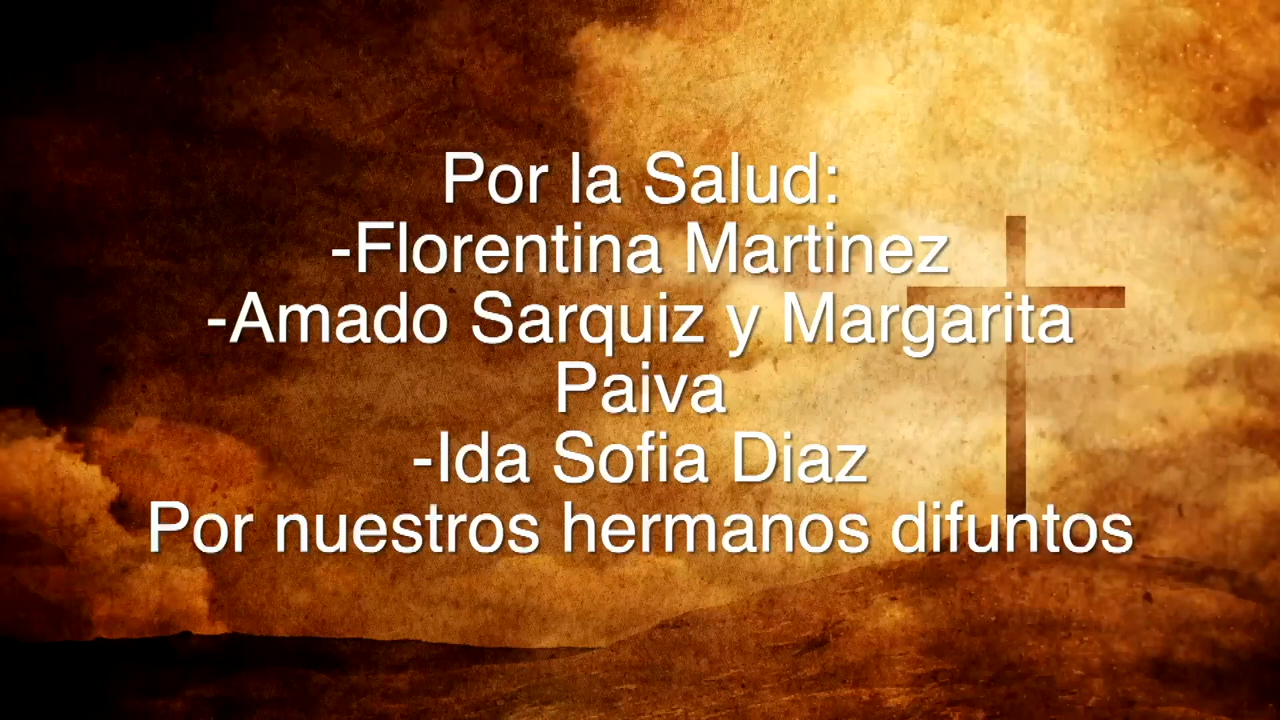 Por la Salud:
-Florentina Martinez
-Amado Sarquiz y Margarita
Paiva
-Ida Sofia Diaz
Por nuestros hermanos difuntos